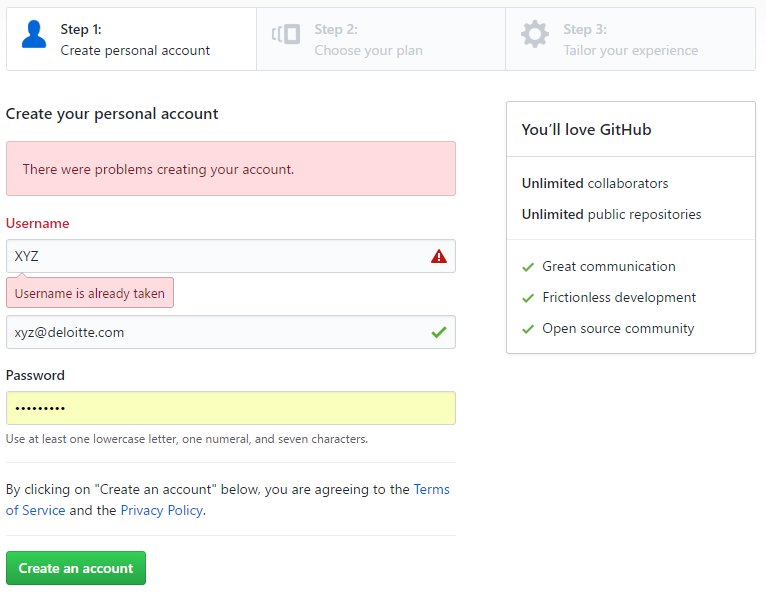 Step 1:
Create personal account
Step 2:
Choose your plan
Step 3:
Tailor your experience
Create your personal account
There were problems creating your account.
Username
XYZ
Username is already taken
xyz@deloitte.com
Password
•••••••••
Use at least one lowercase letter, one numeral, and seven characters.
By clicking on "Create an account" below, you are agreeing to the Terms
of Service and the Privacy Policy.
Create an account
You’ll love GitHub
Unlimited collaborators
Unlimited public repositories
Great communication
Frictionless development
Open source community